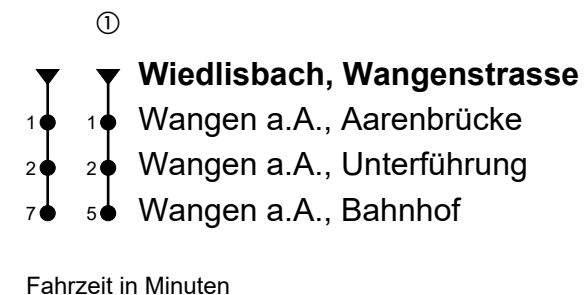 ①
Wiedlisbach, Wangenstrasse
1 1 Wangen a.A., Aarenbrücke
2 2 Wangen a.A., Unterführung
7 5 Wangen a.A., Bahnhof
Fahrzeit in Minuten